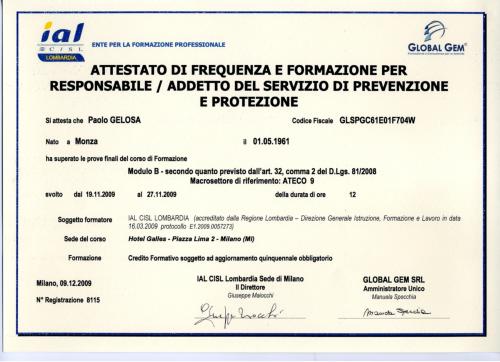 ial
CISL
LOMBARDIA
ENTE PER LA FORMAZIONE PROFESSIONALE
GLOBAL GEM®
ATTESTATO DI FREQUENZA E FORMAZIONE PER
RESPONSABILE / ADDETTO DEL SERVIZIO DI PREVENZIONE
E PROTEZIONE
Si attesta che Paolo GELOSA Codice Fiscale GLSPGC61E01F704W
Nato a Monza il 01.05.1961
ha superato le prove finali del corso di Formazione
Modulo B - secondo quanto previsto dall'art. 32, comma 2 del D.Lgs. 81/2008
Macrosettore di riferimento: ATECO 9
svolto dal 19.11.2009 al 27.11.2009 della durata di ore 12
Soggetto formatore IAL CISL LOMBARDIA (accreditato dalla Regione Lombardia – Direzione Generale Istruzione, Formazione e Lavoro in data
16.03.2009 protocollo E1.2009.0057273)
Sede del corso Hotel Galles - Piazza Lima 2 - Milano (MI)
Formazione Credito Formativo soggetto ad aggiornamento quinquennale obbligatorio
Milano, 09.12.2009
N° Registrazione 8115
IAL CISL Lombardia Sede di Milano
Il Direttore
Giuseppe Maiocchi
GLOBAL GEM SRL
Amministratore Unico
Manuela Specchia